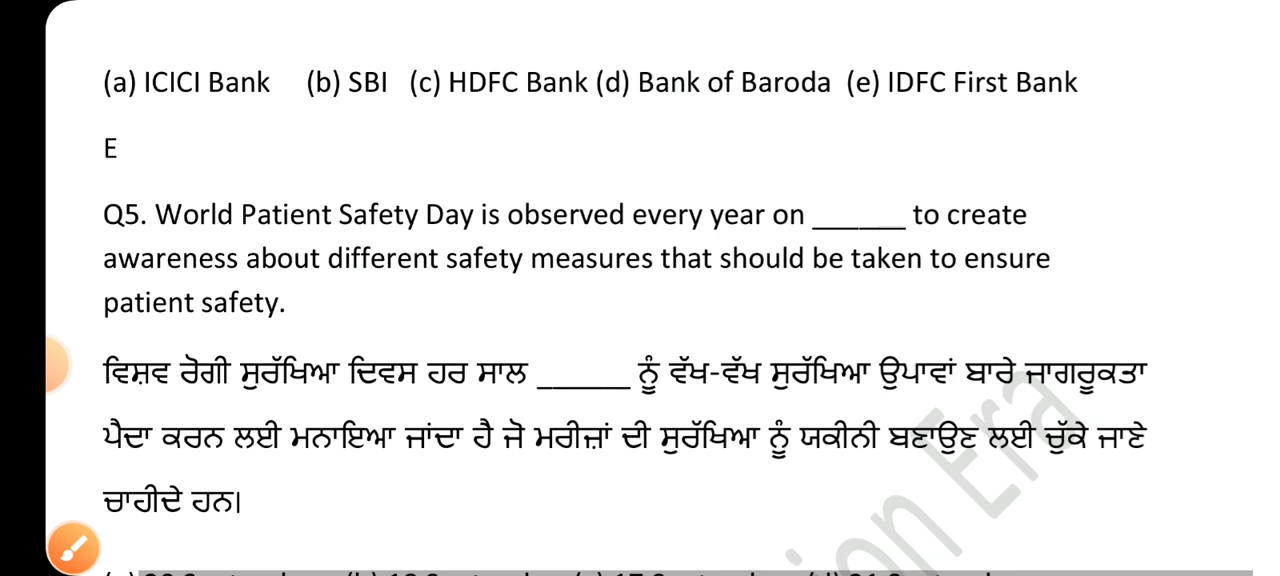 (a) ICICI Bank (b) SBI (c) HDFC Bank (d) Bank of Baroda (e) IDFC First Bank
E
Q5. World Patient Safety Day is observed every year on ______ to create
awareness about different safety measures that should be taken to ensure
patient safety.
ਵਿਸ਼ਵ ਰੋਗੀ ਸੁਰੱਖਿਆ ਦਿਵਸ ਹਰ ਸਾਲ ______ ਨੂੰ ਵੱਖ-ਵੱਖ ਸੁਰੱਖਿਆ ਉਪਾਵਾਂ ਬਾਰੇ ਜਾਗਰੂਕਤਾ
ਪੈਦਾ ਕਰਨ ਲਈ ਮਨਾਇਆ ਜਾਂਦਾ ਹੈ ਜੋ ਮਰੀਜ਼ਾਂ ਦੀ ਸੁਰੱਖਿਆ ਨੂੰ ਯਕੀਨੀ ਬਣਾਉਣ ਲਈ ਚੁੱਕੇ ਜਾਣੇ
ਚਾਹੀਦੇ ਹਨ।
Era